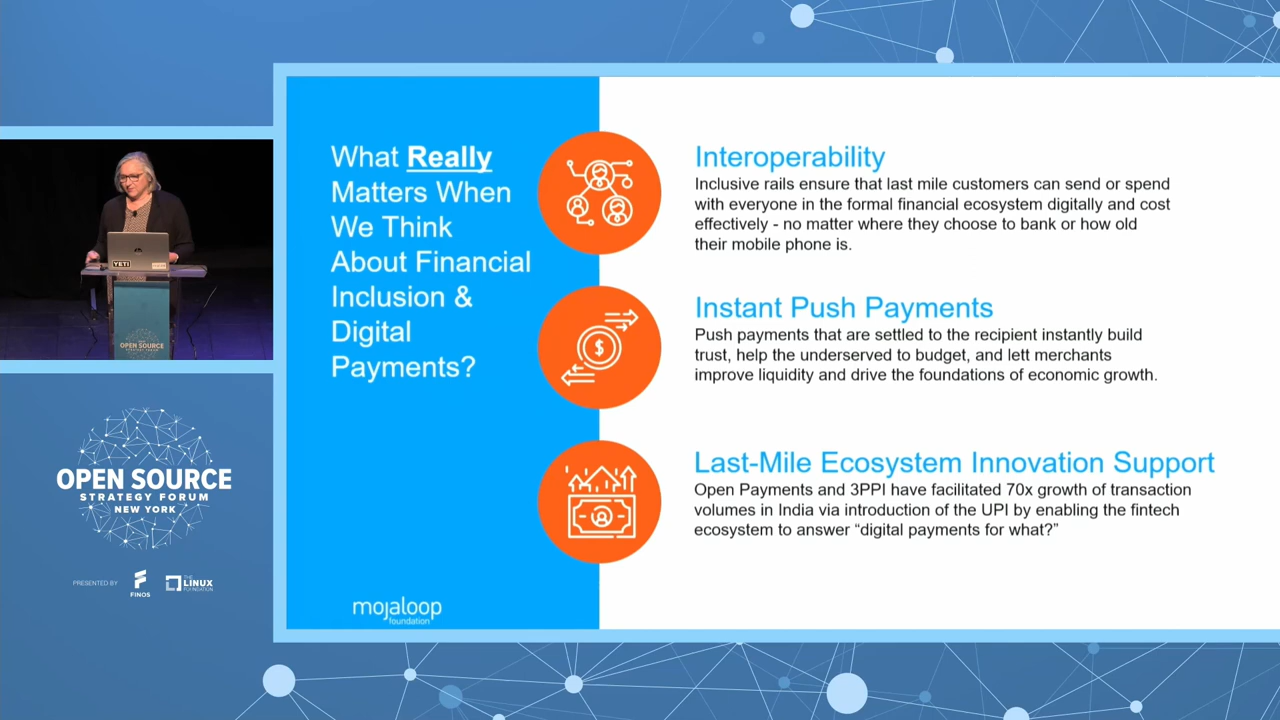 What Really
Matters When
We Think
About Financial
Inclusion &
Digital
Payments?
mojaloop
foundation
Interoperability
Inclusive rails ensure that last mile customers can send or spend
with everyone in the formal financial ecosystem digitally and cost
effectively - no matter where they choose to bank or how old
their mobile phone is.
$
Instant Push Payments
Push payments that are settled to the recipient instantly build
trust, help the underserved to budget, and lett merchants
improve liquidity and drive the foundations of economic growth.
Last-Mile Ecosystem Innovation Support
Open Payments and 3PPI have facilitated 70x growth of transaction
volumes in India via introduction of the UPI by enabling the fintech
ecosystem to answer “digital payments for what?”
YETI
OPEN SOURCE
STRATEGY FORUM
OPEN SOURCE
STRATEGY FORUM
NEW YORK
PRESENTED BY
FINOS
THE
LINUX
FOUNDATION